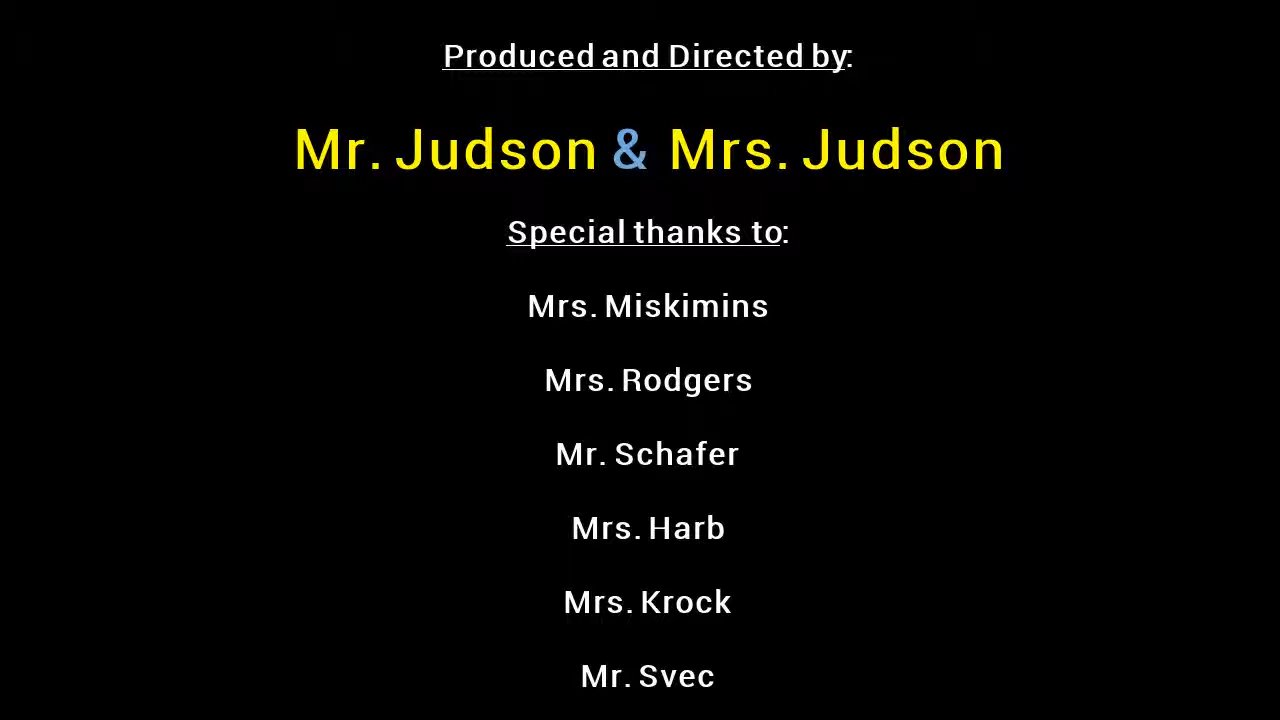 Produced and Directed by:
Mr. Judson & Mrs. Judson
Special thanks to:
Mrs. Miskimins
Mrs. Rodgers
Mr. Schafer
Mrs. Harb
Mrs. Krock
Mr. Svec